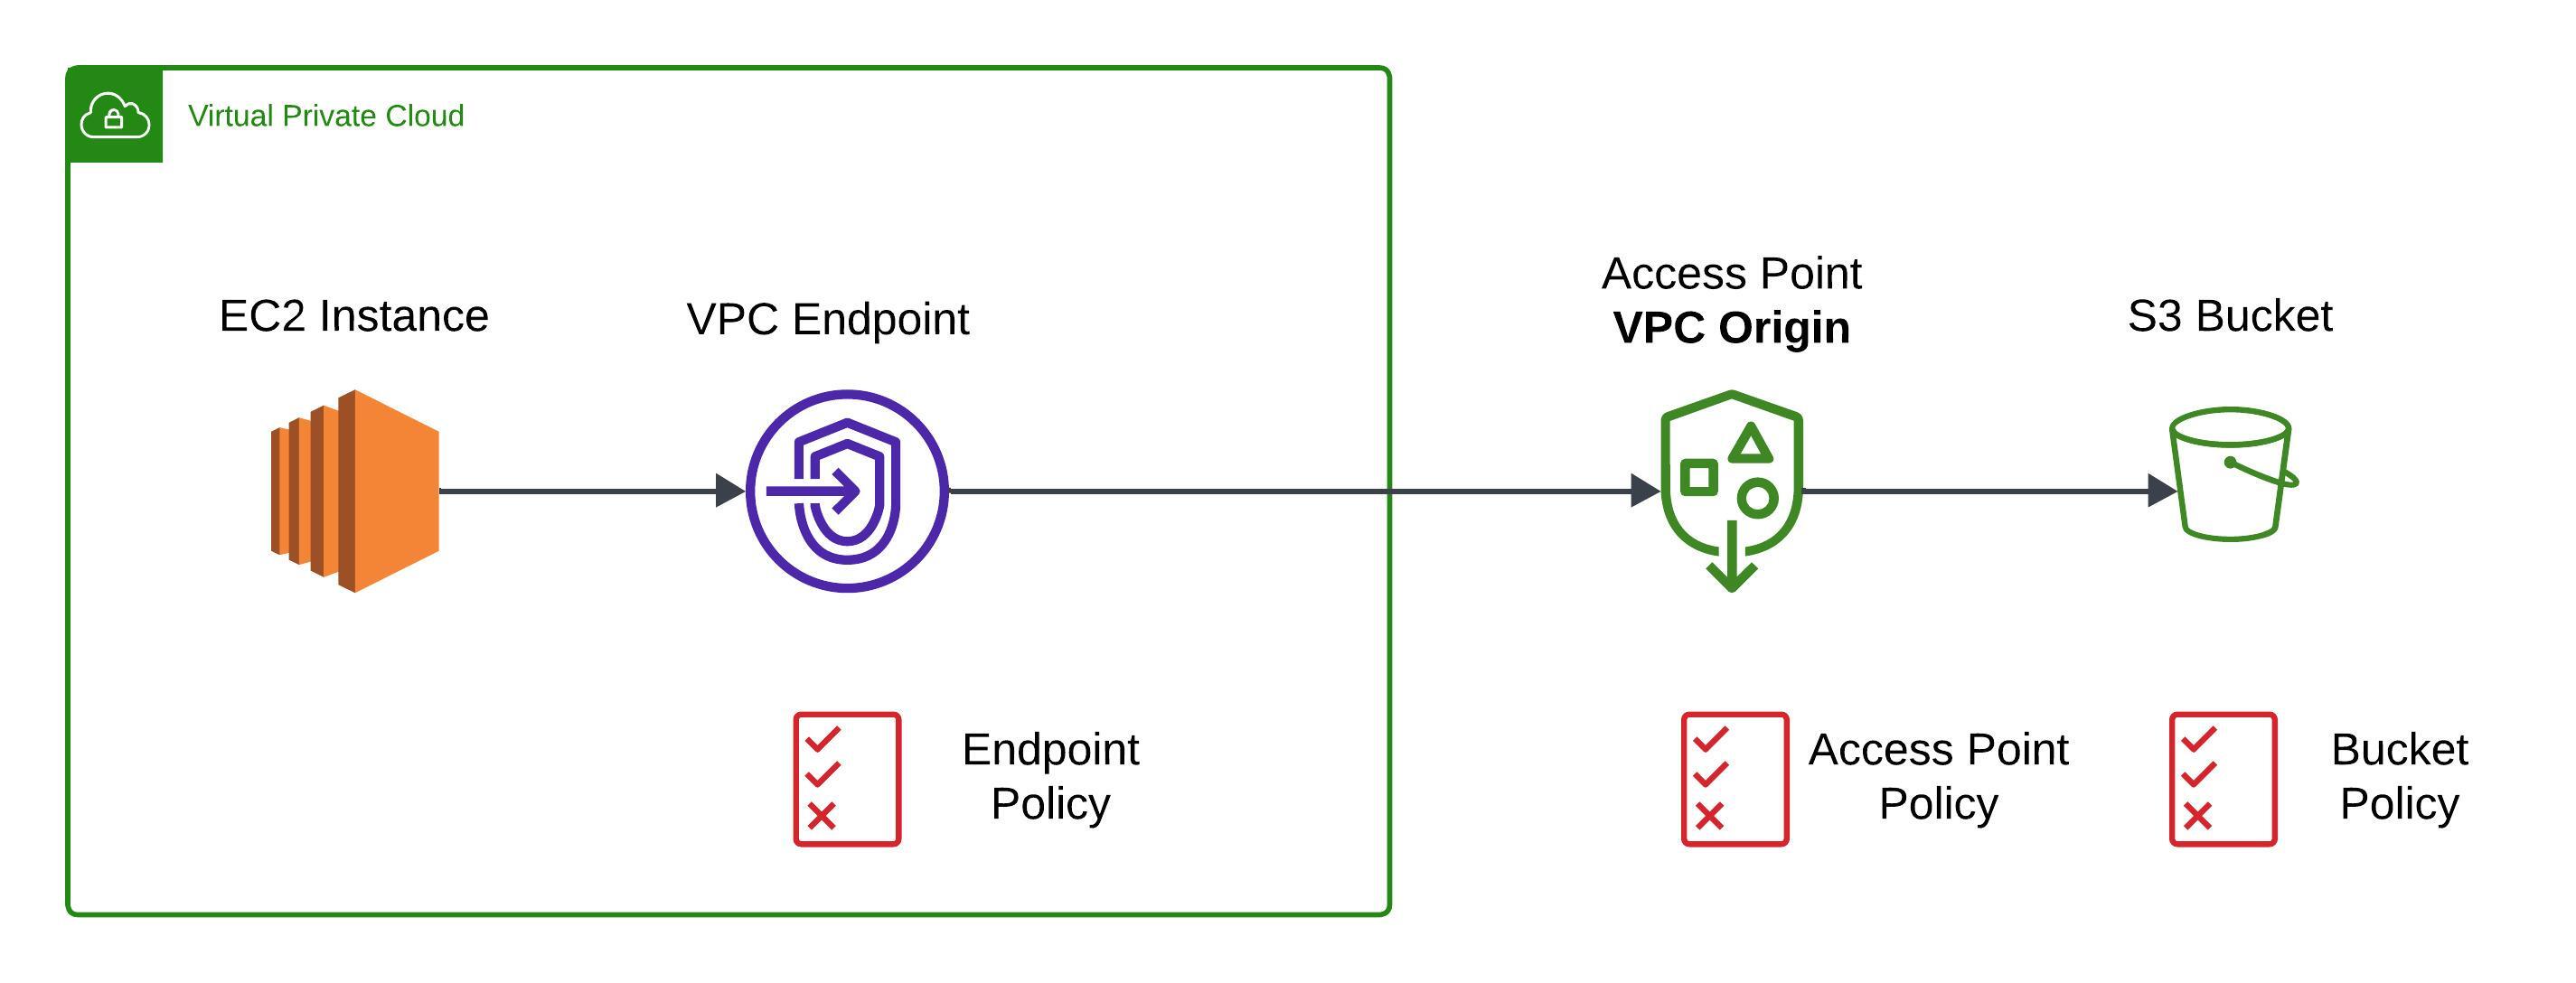 Virtual Private Cloud
EC2 Instance
VPC Endpoint
Access Point
VPC Origin
S3 Bucket
Endpoint
Policy
Access Point
Policy
Bucket
Policy